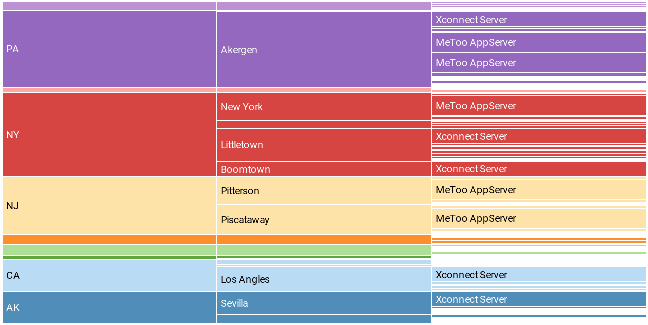 PA
Akergen
Xconnect Server
MeToo AppServer
MeToo AppServer
NY
New York
MeToo AppServer
Littletown
Xconnect Server
Boomtown
Xconnect Server
NJ
Pitterson
MeToo AppServer
Piscataway
MeToo AppServer
CA
Los Angles
Xconnect Server
AK
Sevilla
Xconnect Server